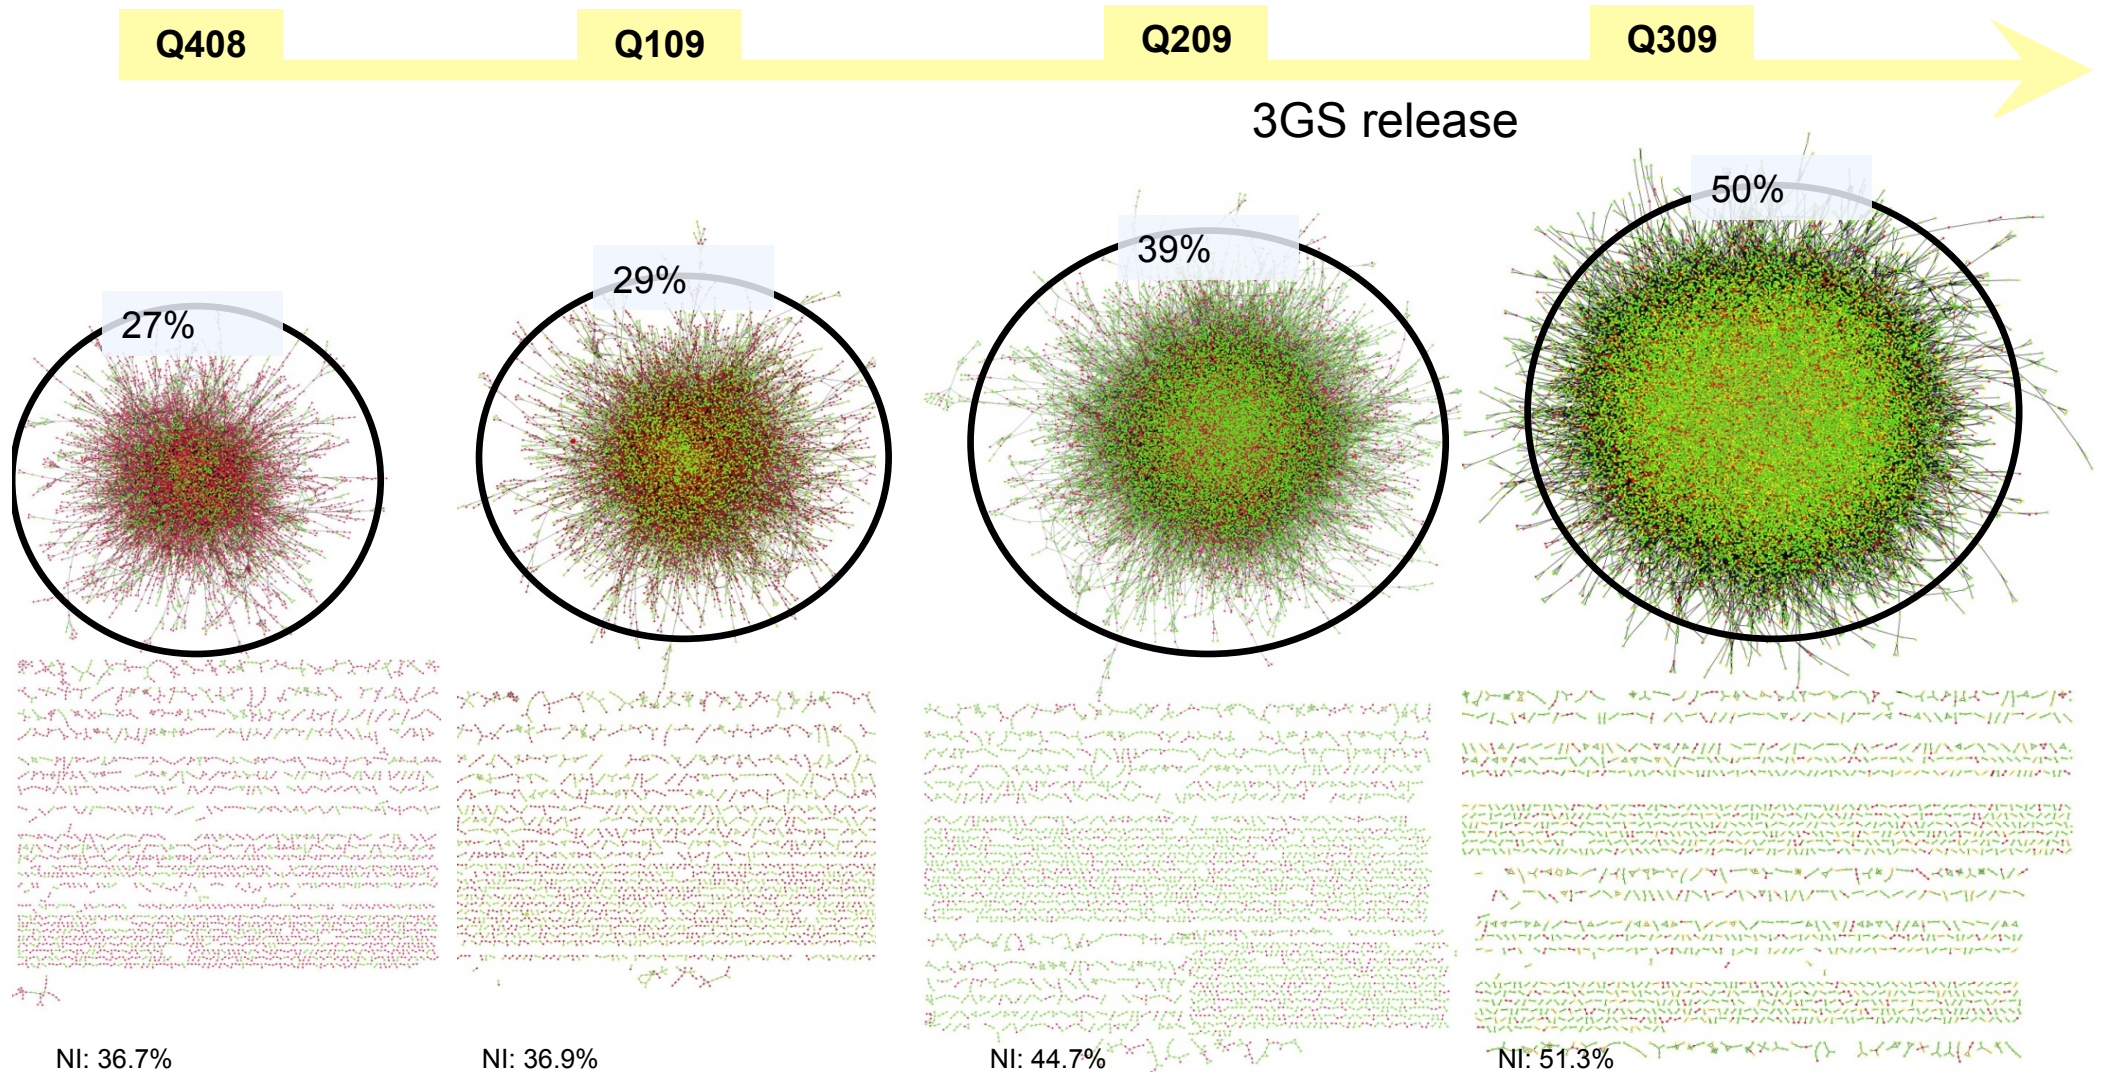 Q408
Q109
Q209
Q309
3GS release
27%
29%
39%
50%
NI: 36.7%
NI: 36.9%
NI: 44.7%
NI: 51.3%